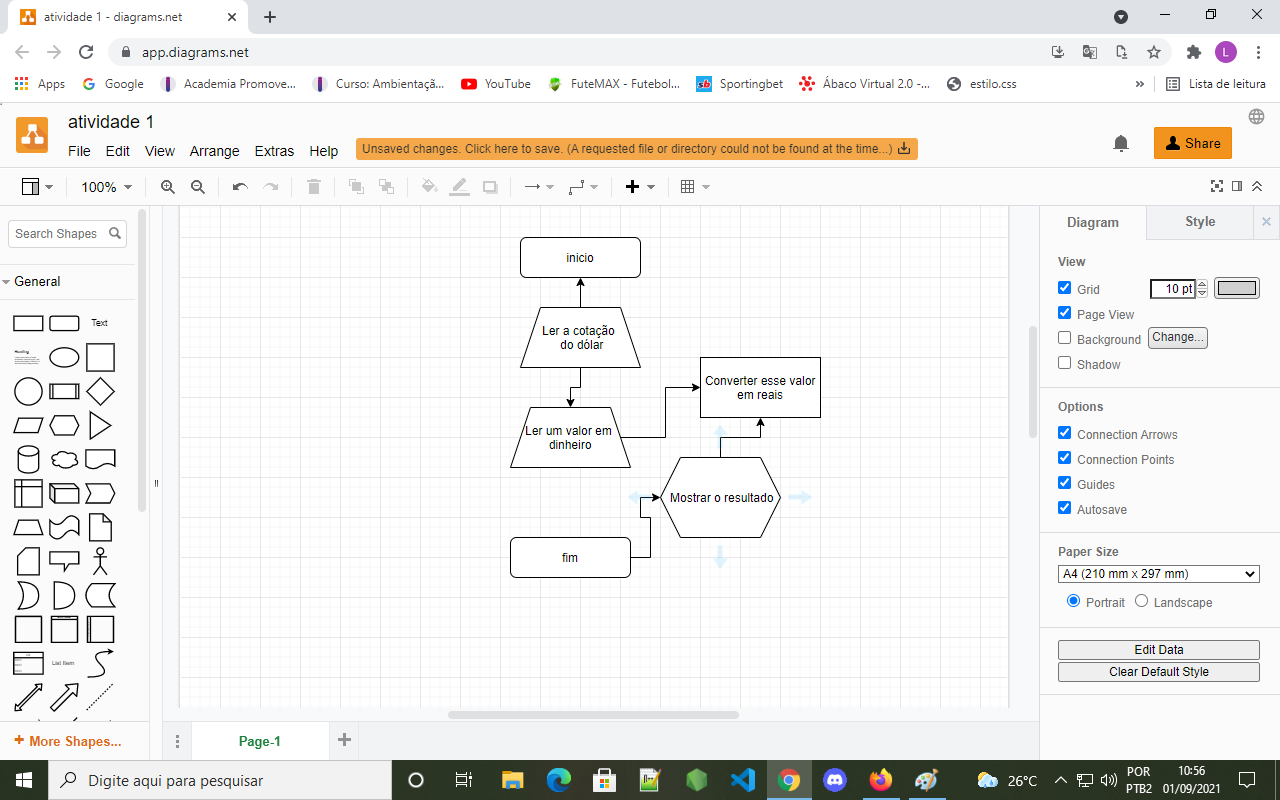 atividade 1 - diagrams.net
app.diagrams.net
Apps
Google
Academia Promove...
Curso: Ambientaçã...
YouTube
FuteMAX - Futebol...
Sportingbet
Ábaco Virtual 2.0 -...
estilo.css
»
Lista de leitura
atividade 1
File Edit View Arrange Extras Help
Unsaved changes. Click here to save. (A requested file or directory could not be found at the time...)
Share
100%
Search Shapes
General
Text
Heading
List Item
+ More Shapes...
inicio
Ler a cotação
do dólar
Ler um valor em
dinheiro
Converter esse valor
em reais
Mostrar o resultado
fim
Page-1
Diagram
Style
View
Grid
10 pt
Page View
Background
Change...
Shadow
Options
Connection Arrows
Connection Points
Guides
Autosave
Paper Size
A4 (210 mm x 297 mm)
Portrait
Landscape
Edit Data
Clear Default Style
Digite aqui para pesquisar
26°C
POR
PTB2
10:56
01/09/2021